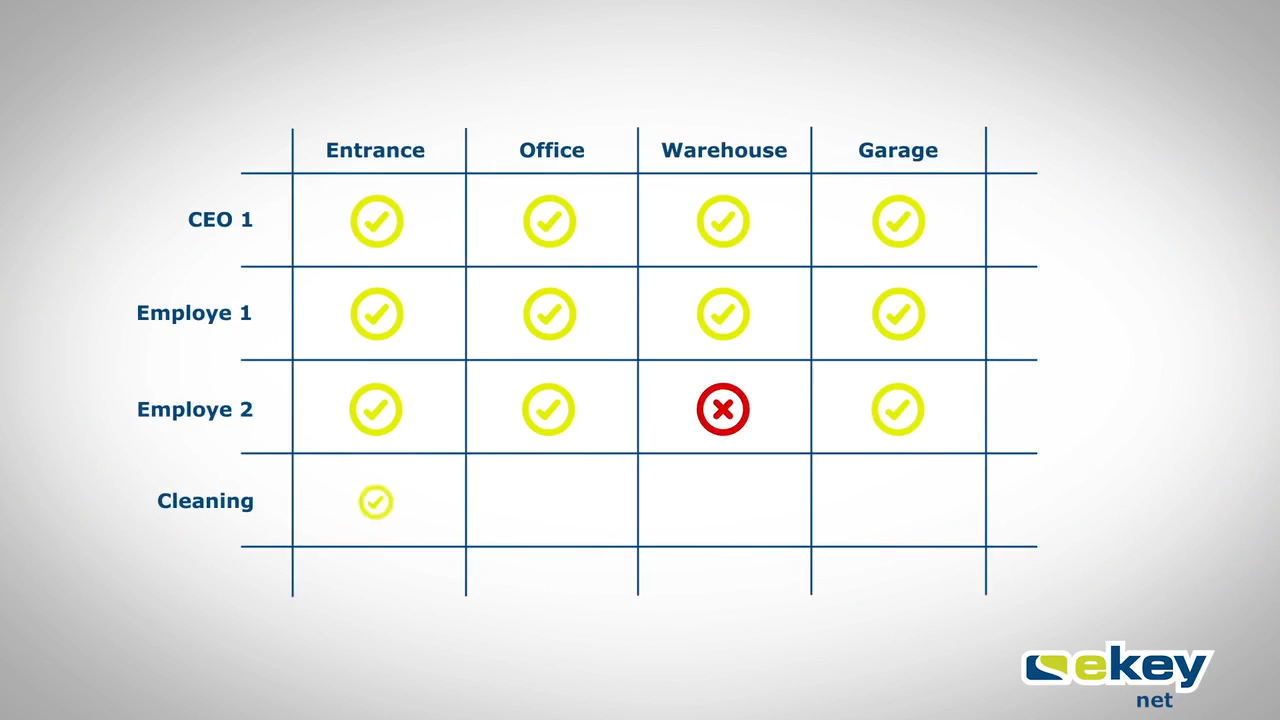 Entrance Office Warehouse Garage
CEO 1
Employe 1
Employe 2
Cleaning
ekey
net